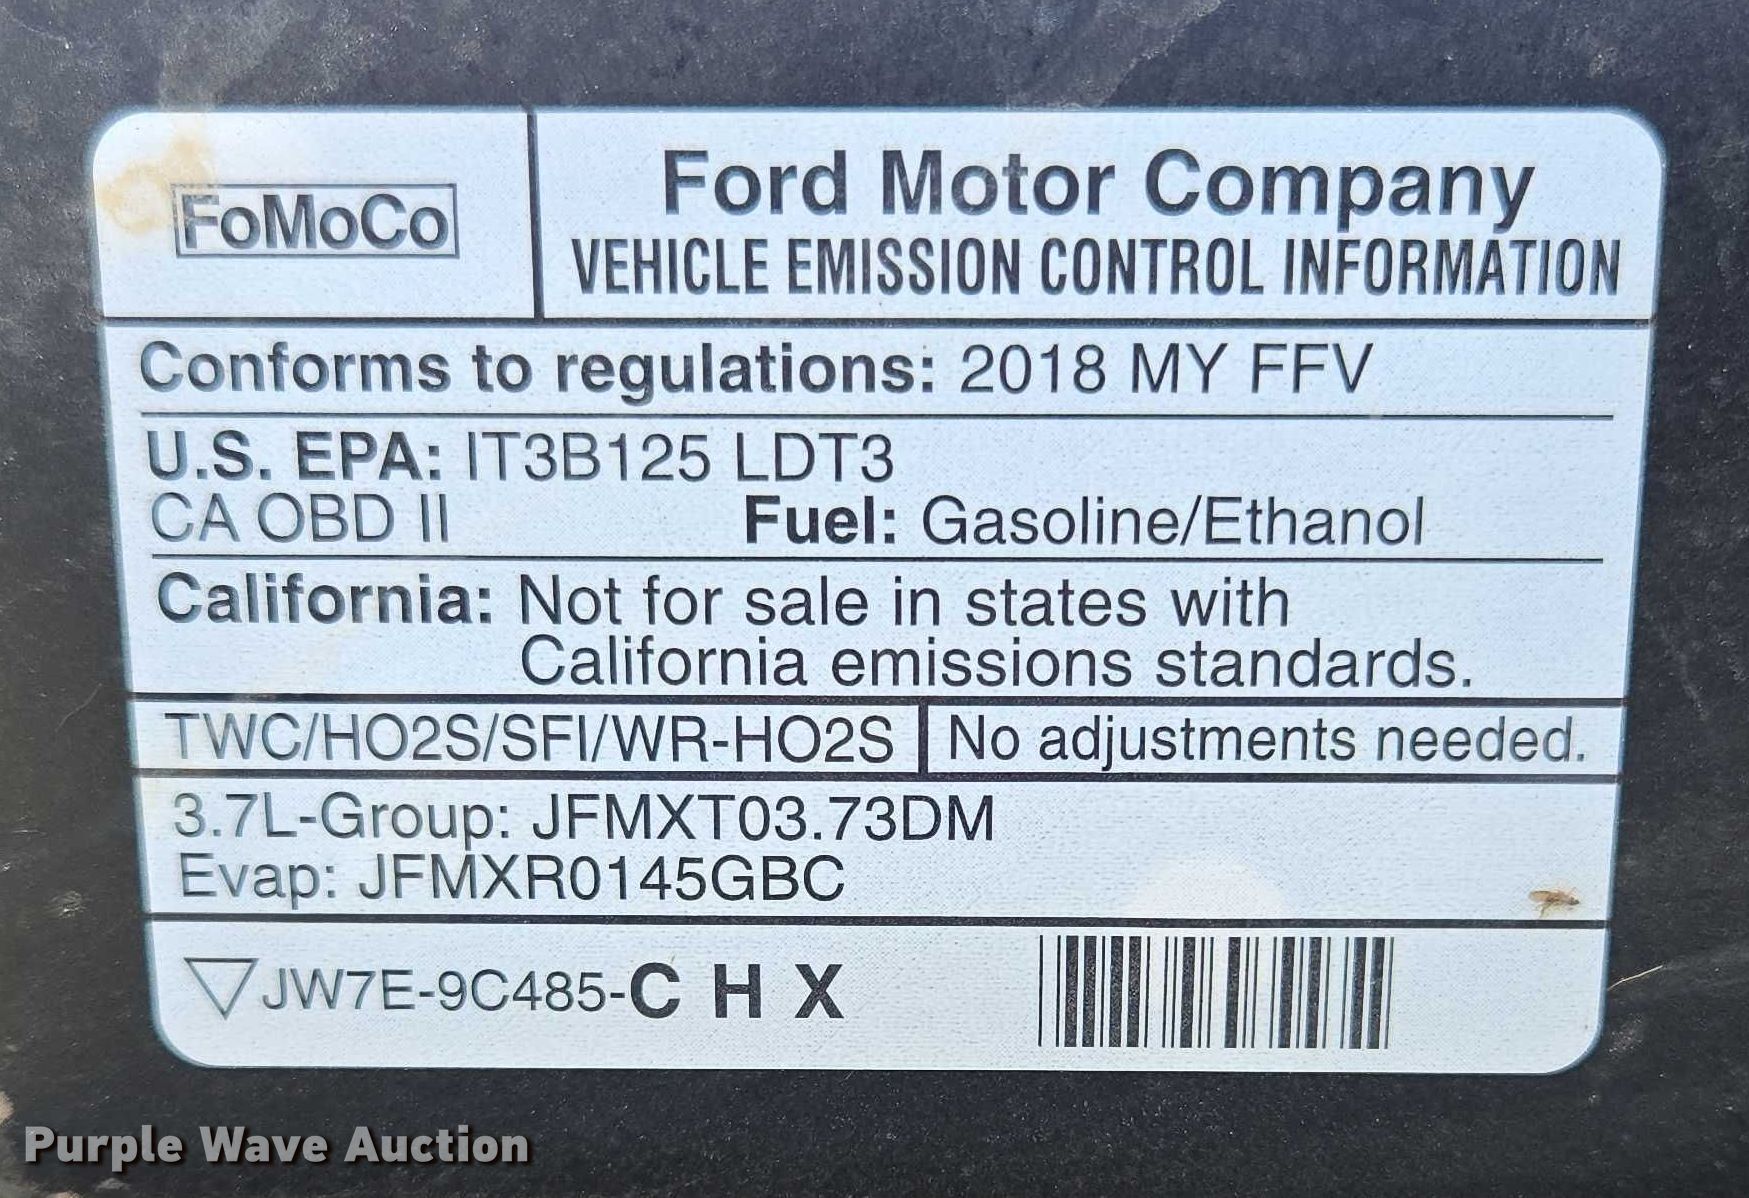 FoMoCo
Ford Motor Company
VEHICLE EMISSION CONTROL INFORMATION
Conforms to regulations: 2018 MY FFV
U.S. EPA: IT3B125 LDT3
CA OBD II Fuel: Gasoline/Ethanol
California: Not for sale in states with
California emissions standards.
TWC/HO2S/SFI/WR-HO2S No adjustments needed.
3.7L-Group: JFMXT03.73DM
Evap: JFMXR0145GBC
JW7E-9C485-C H X
Purple Wave Auction